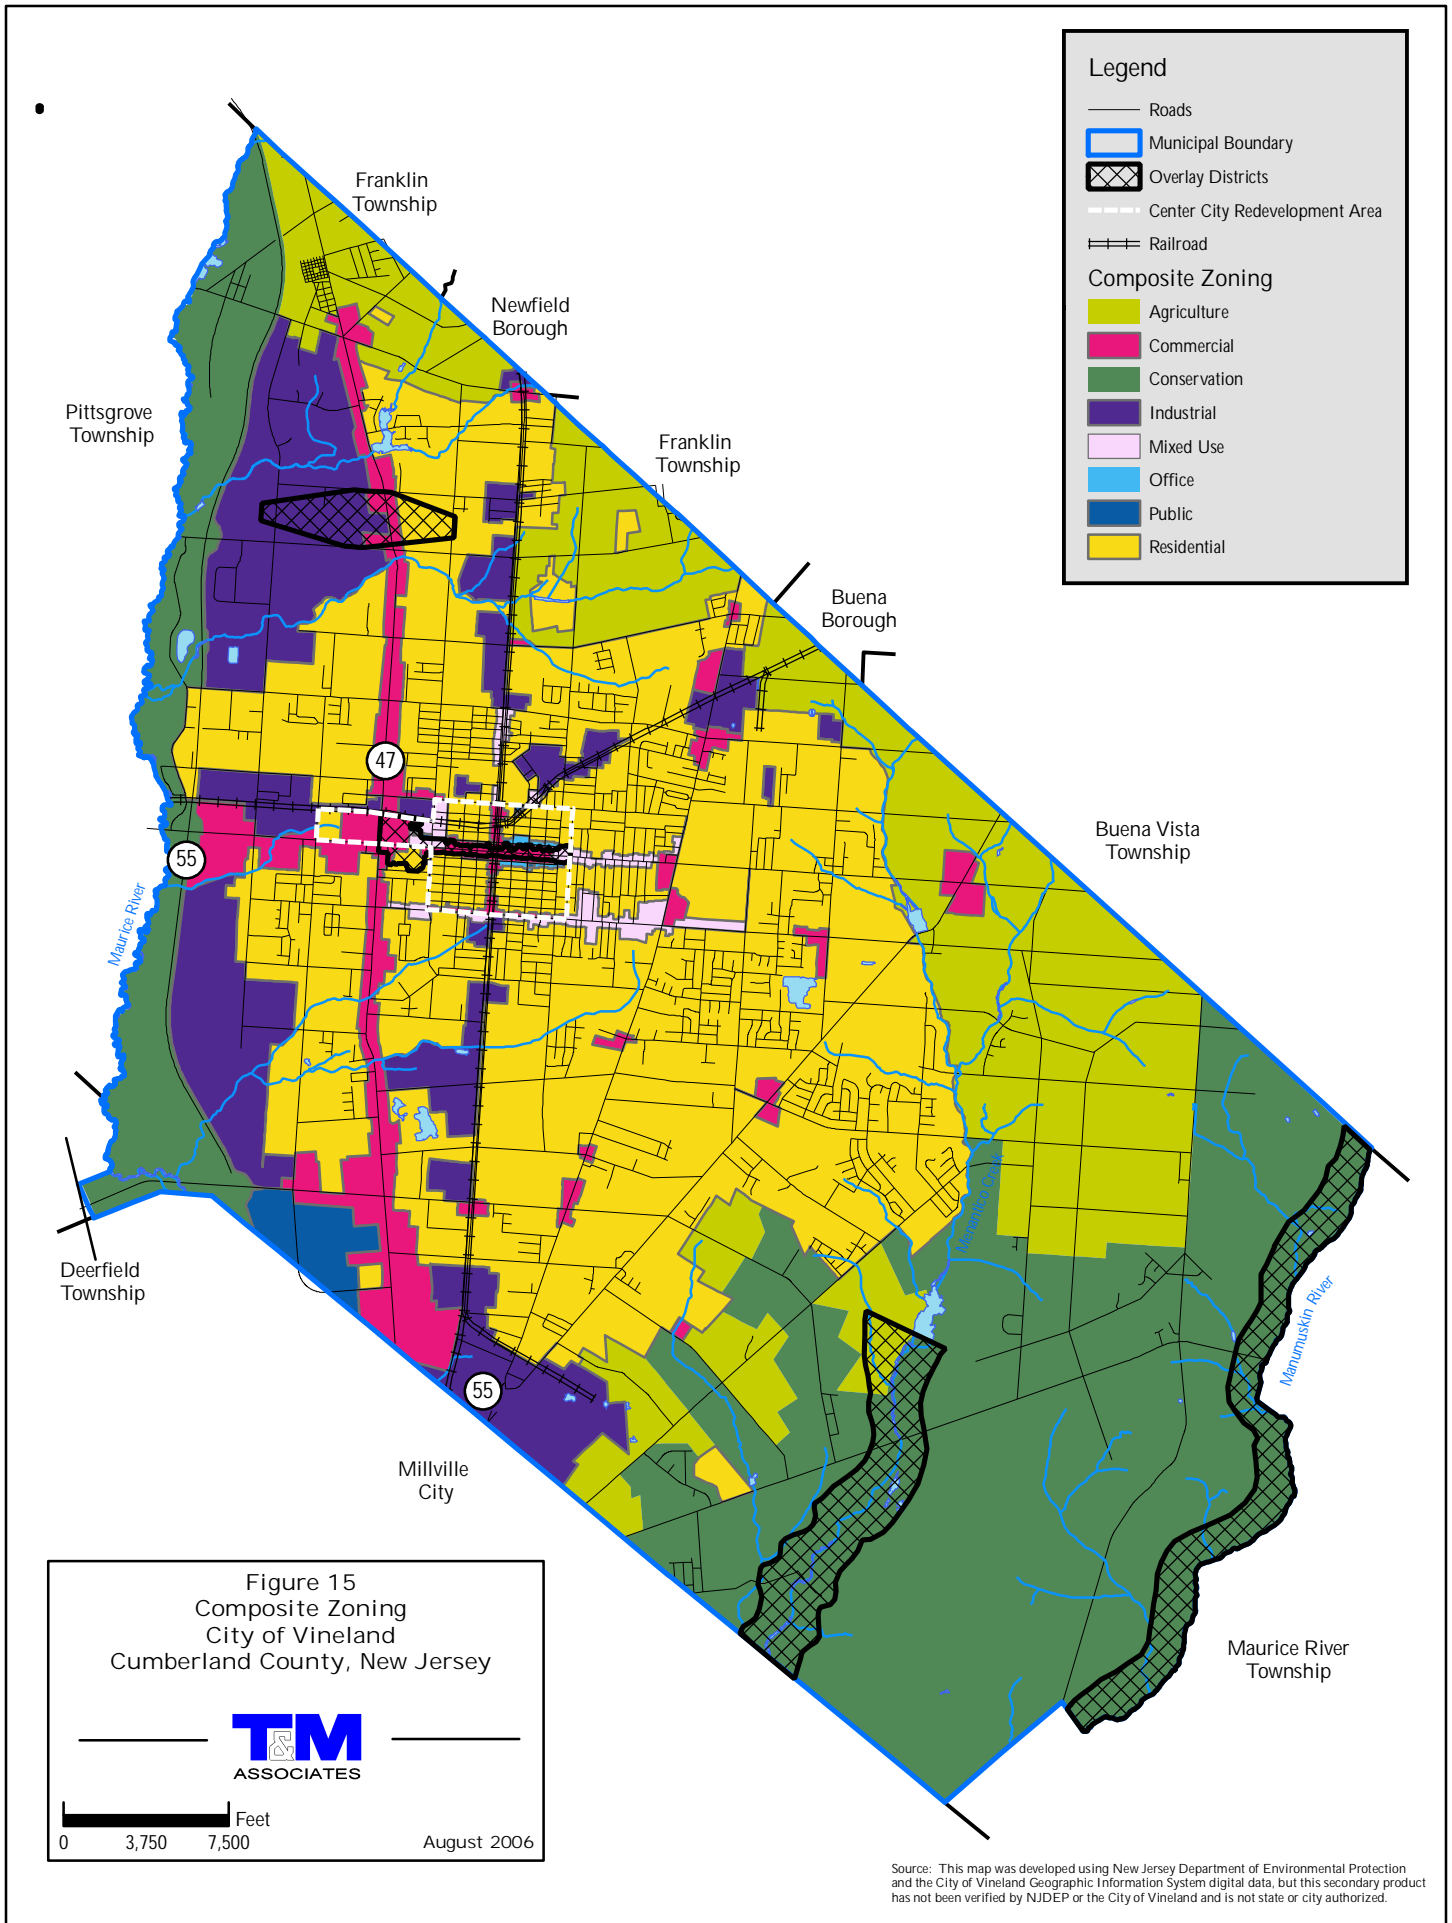 Legend
Roads
Municipal Boundary
Overlay Districts
Center City Redevelopment Area
Railroad
Composite Zoning
Agriculture
Commercial
Conservation
Industrial
Mixed Use
Office
Public
Residential
Franklin
Township
Newfield
Borough
Pittsgrove
Township
Franklin
Township
Buena
Borough
47
Buena Vista
Township
55
Maurice River
Menantico Creek
Deerfield
Township
Manumuskin River
55
Millville
City
Maurice River
Township
Figure 15
Composite Zoning
City of Vineland
Cumberland County, New Jersey
T&M
ASSOCIATES
Feet
0 3,750 7,500
August 2006
Source: This map was developed using New Jersey Department of Environmental Protection
and the City of Vineland Geographic Information System digital data, but this secondary product
has not been verified by NJDEP or the City of Vineland and is not state or city authorized.